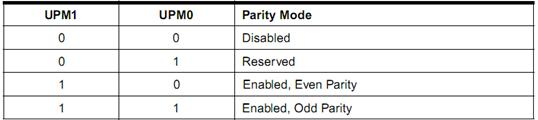 UPM1 UPM0 Parity Mode
0 0 Disabled
0 1 Reserved
1 0 Enabled, Even Parity
1 1 Enabled, Odd Parity